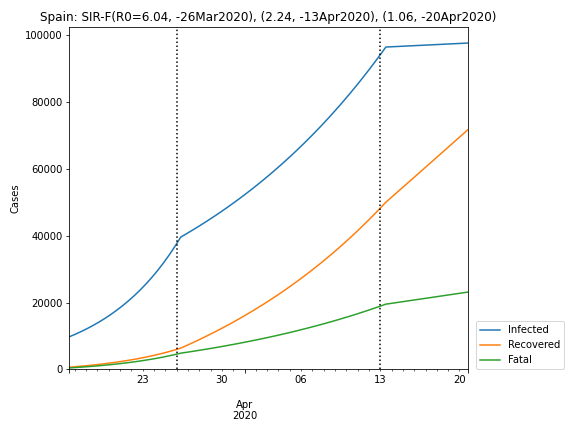 Spain: SIR-F(R0=6.04, -26Mar2020), (2.24, -13Apr2020), (1.06, -20Apr2020)
100000
80000
60000
40000
20000
0
Cases
23
30
06
13
20
Apr
2020
Infected
Recovered
Fatal